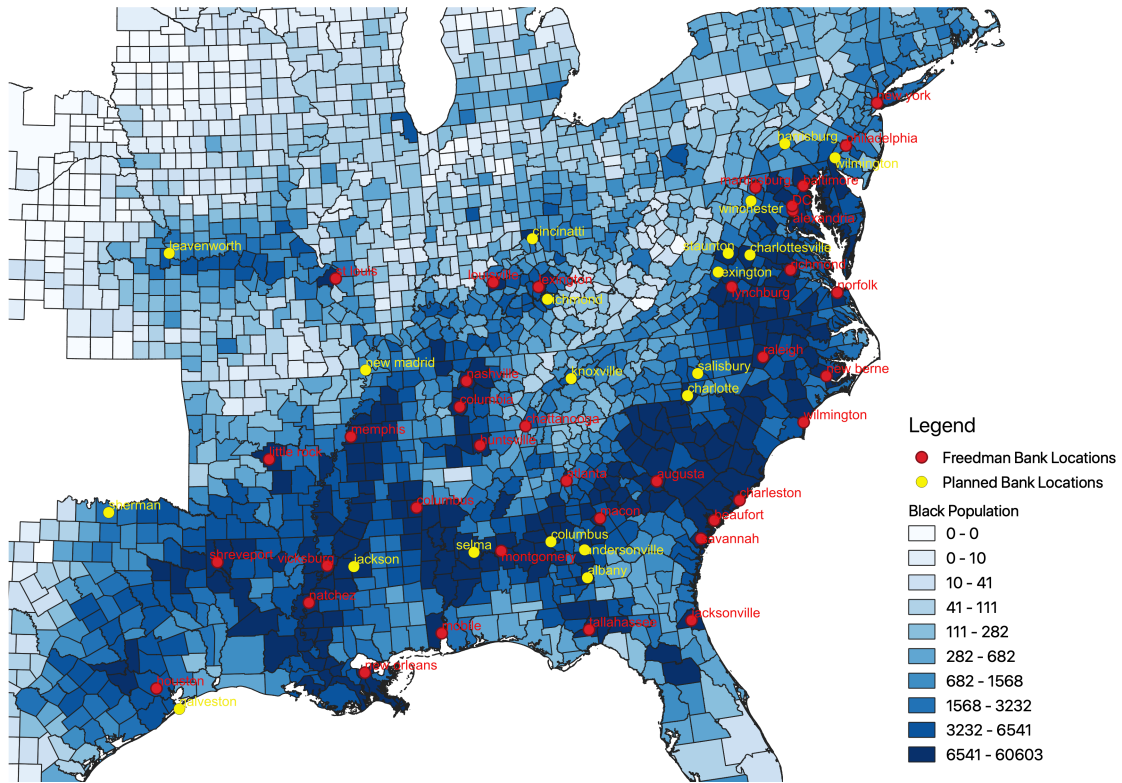 new york
harrisburg
philadelphia
wilmington
martinsburg
baltimore
winchester
DC
alexandria
cincinatti
staunton
charlottesville
leavenworth
st louis
louisville
lexington
lexington
richmond
richmond
lynchburg
norfolk
new madrid
nashville
knoxville
salisbury
raleigh
new berne
charlotte
columbia
chattanooga
wilmington
memphis
huntsville
little rock
atlanta
augusta
sherman
columbus
charleston
macon
beaufort
savannah
shreveport
vicksburg
jackson
selma
montgomery
columbus
andersonville
albany
natchez
mobile
tallahassee
jacksonville
new orleans
houston
galveston
Legend
Freedman Bank Locations
Planned Bank Locations
Black Population
0 - 0
0 - 10
10 - 41
41 - 111
111 - 282
282 - 682
682 - 1568
1568 - 3232
3232 - 6541
6541 - 60603